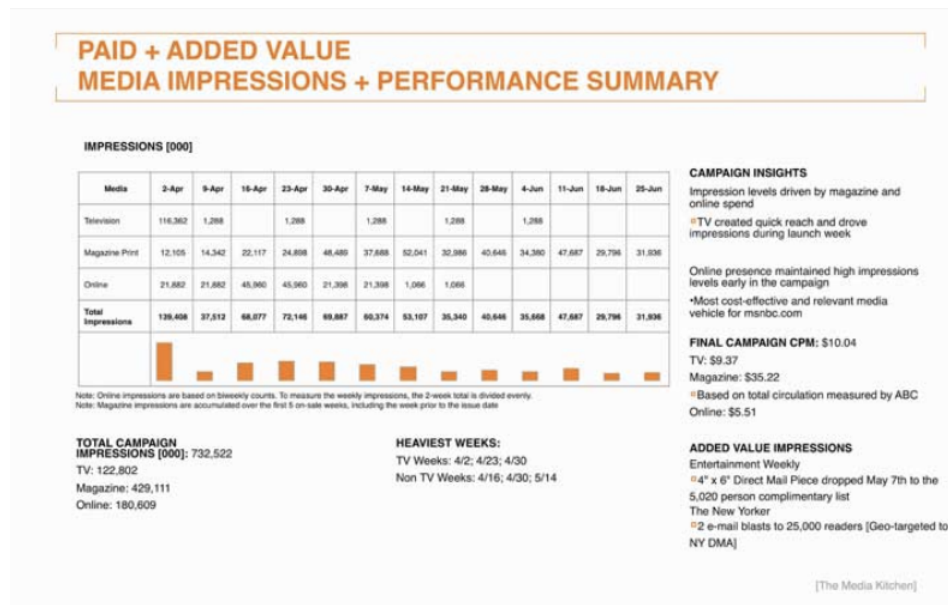 PAID + ADDED VALUE
MEDIA IMPRESSIONS + PERFORMANCE SUMMARY
IMPRESSIONS [000]
Media 2-Apr 9-Apr 16-Apr 23-Apr 30-Apr 7-May 14-May 21-May 28-May 4-Jun 11-Jun 18-Jun 25-Jun
Television 116,362 1,288 1,288 1,288 1,288 1,288
Magazine Print 12,105 14,342 22,117 24,898 48,489 37,688 52,041 32,986 40,646 34,380 47,687 29,796 31,936
Online 21,882 21,882 45,960 45,960 21,398 21,398 1,066 1,066
Total
Impressions 139,408 37,512 68,077 72,146 69,887 60,374 53,107 35,340 40,646 35,668 47,687 29,796 31,936
Note: Online impressions are based on biweekly counts. To measure the weekly impressions, the 2-week total is divided evenly.
Note: Magazine impressions are accumulated over the first 5 on-sale weeks, including the week prior to the issue date
TOTAL CAMPAIGN
IMPRESSIONS [000]: 732,522
TV: 122,802
Magazine: 429,111
Online: 180,609
HEAVIEST WEEKS:
TV Weeks: 4/2; 4/23; 4/30
Non TV Weeks: 4/16; 4/30; 5/14
CAMPAIGN INSIGHTS
Impression levels driven by magazine and
online spend
TV created quick reach and drove
impressions during launch week
Online presence maintained high impressions
levels early in the campaign
•Most cost-effective and relevant media
vehicle for msnbc.com
FINAL CAMPAIGN CPM: $10.04
TV: $9.37
Magazine: $35.22
Based on total circulation measured by ABC
Online: $5.51
ADDED VALUE IMPRESSIONS
Entertainment Weekly
4" x 6" Direct Mail Piece dropped May 7th to the
5,020 person complimentary list
The New Yorker
2 e-mail blasts to 25,000 readers [Geo-targeted to
NY DMA]
[The Media Kitchen]